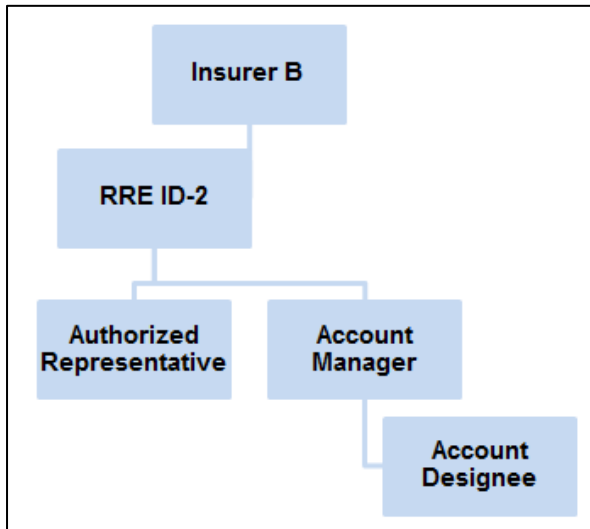 Insurer B
RRE ID-2
Authorized
Representative
Account
Manager
Account
Designee